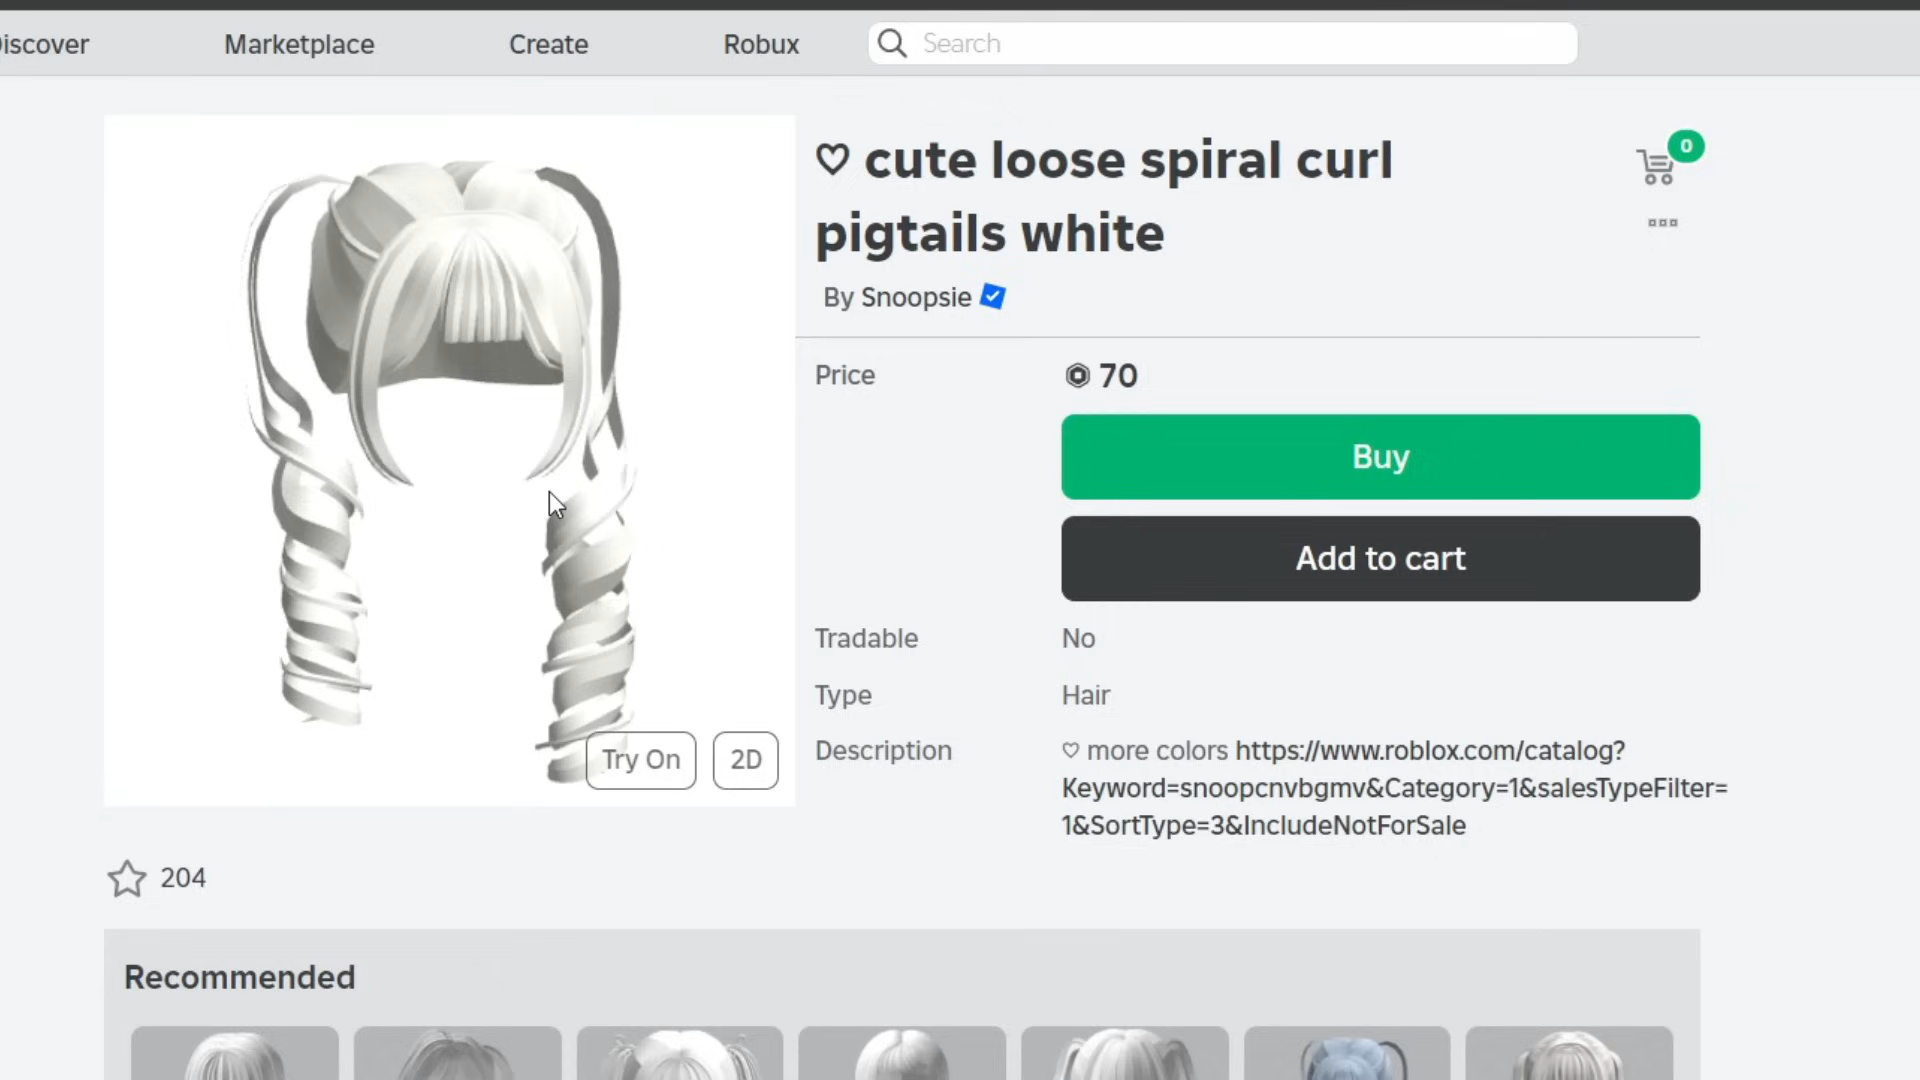 Discover Marketplace Create Robux Search
♡ cute loose spiral curl
pigtails white
0
By Snoopsie
Price 70
Buy
Add to cart
Tradable No
Type Hair
Description ♡ more colors https://www.roblox.com/catalog?
Keyword=snoopcnvbgmv&Category=1&salesTypeFilter=
1&SortType=3&IncludeNotForSale
Try On 2D
204
Recommended